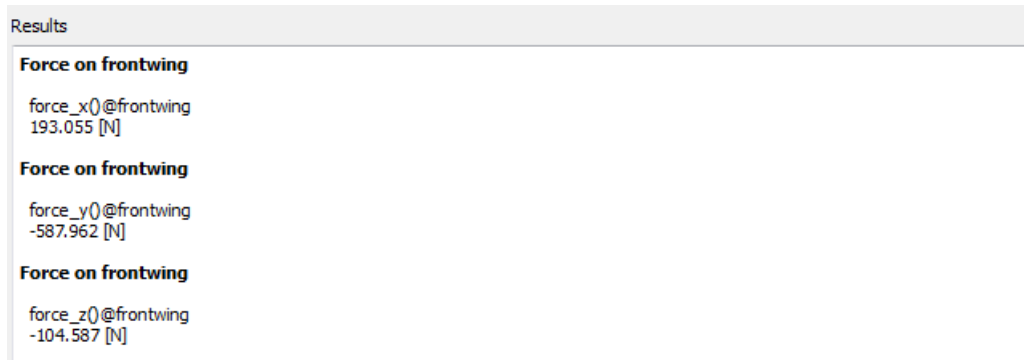 Results
Force on frontwing
force_x()@frontwing
193.055 [N]
Force on frontwing
force_y()@frontwing
-587.962 [N]
Force on frontwing
force_z()@frontwing
-104.587 [N]